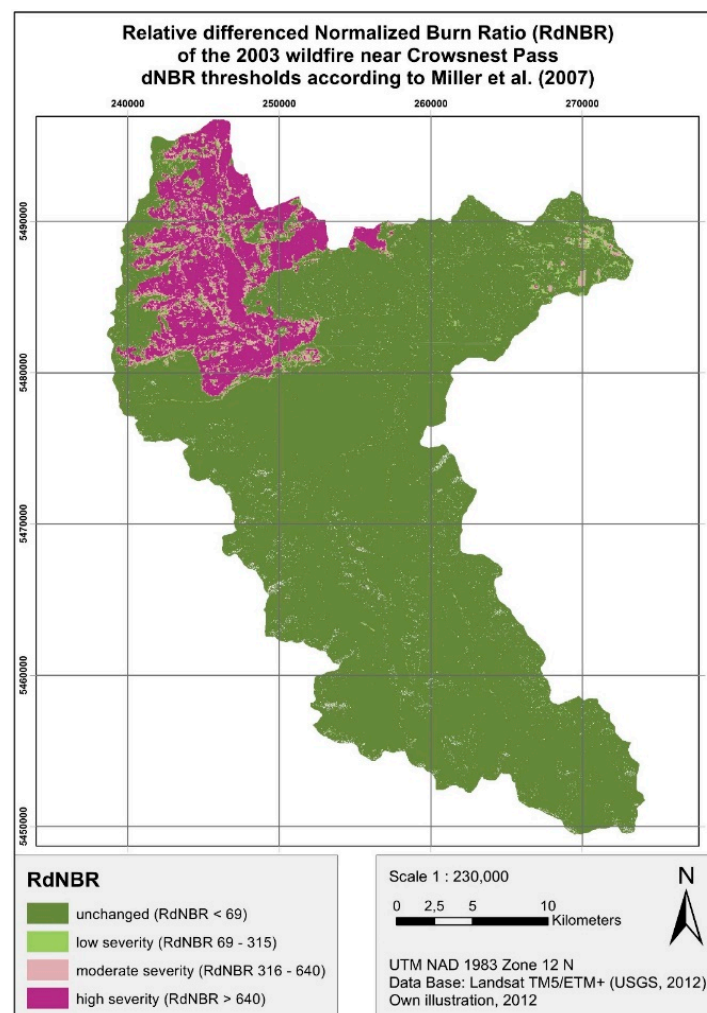 Relative differenced Normalized Burn Ratio (RdNBR)
of the 2003 wildfire near Crowsnest Pass
dNBR thresholds according to Miller et al. (2007)
240000 250000 260000 270000
5490000
5480000
5470000
5460000
5450000
RdNBR
unchanged (RdNBR < 69)
low severity (RdNBR 69 - 315)
moderate severity (RdNBR 316 - 640)
high severity (RdNBR > 640)
Scale 1 : 230,000
N
0 2,5 5 10
Kilometers
UTM NAD 1983 Zone 12 N
Data Base: Landsat TM5/ETM+ (USGS, 2012)
Own illustration, 2012